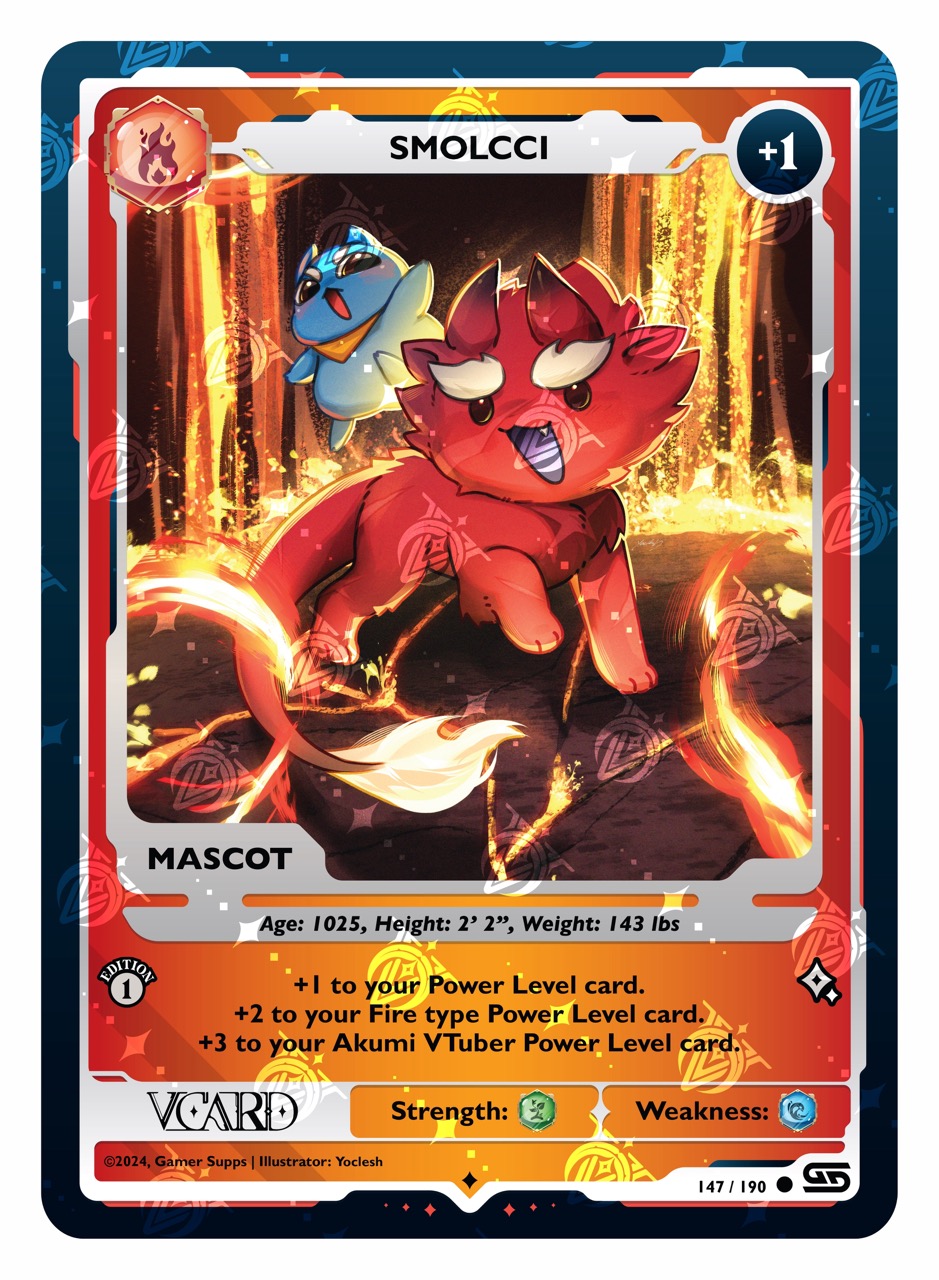 SMOLCCI
+1
MASCOT
Age: 1025, Height: 2’ 2”, Weight: 143 lbs
EDITION
1
+1 to your Power Level card.
+2 to your Fire type Power Level card.
+3 to your Akumi VTuber Power Level card.
VCARD
Strength:
Weakness:
©2024, Gamer Supps | Illustrator: Yoclesh
147 / 190
GS